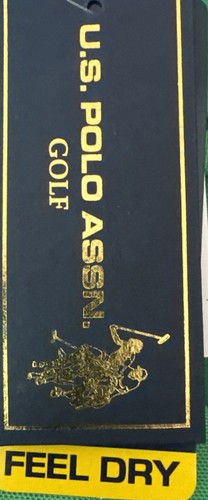 U.S. POLO ASSN.
GOLF
FEEL DRY